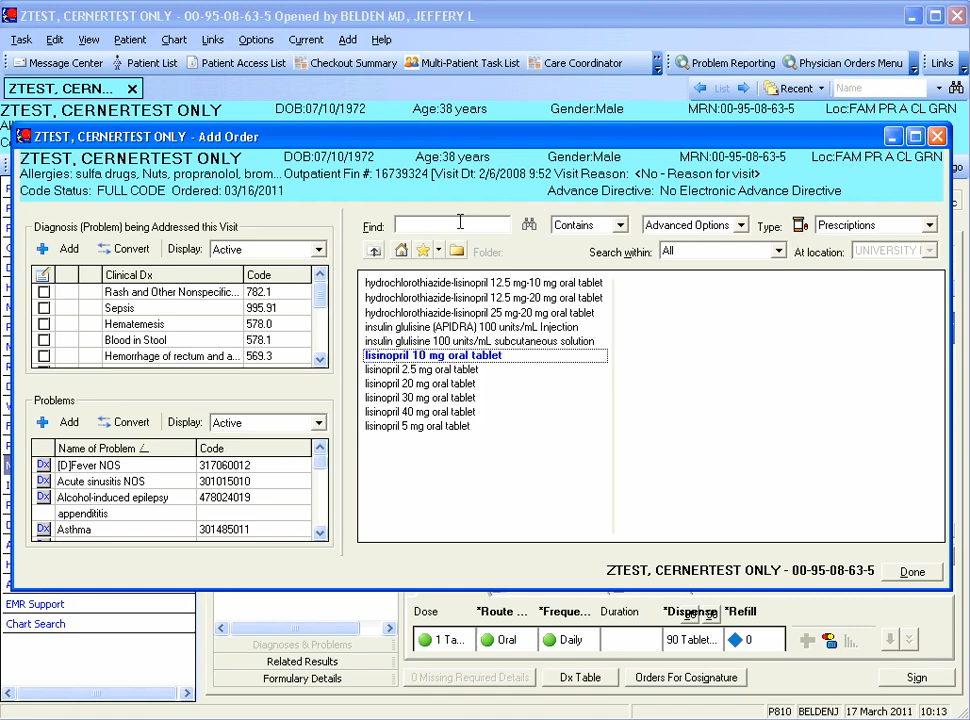 ZTEST, CERNERTEST ONLY - 00-95-08-63-5 Opened by BELDEN MD, JEFFERY L
Task Edit View Patient Chart Links Options Current Add Help
Message Center Patient List Patient Access List Checkout Summary Multi-Patient Task List Care Coordinator Problem Reporting Physician Orders Menu Links
ZTEST, CERN... List Recent Name
ZTEST, CERNERTEST ONLY DOB:07/10/1972 Age:38 years Gender:Male MRN:00-95-08-63-5 Loc:FAM PR A CL GRN
ZTEST, CERNERTEST ONLY - Add Order
ZTEST, CERNERTEST ONLY DOB:07/10/1972 Age:38 years Gender:Male MRN:00-95-08-63-5 Loc:FAM PR A CL GRN
Allergies: sulfa drugs, Nuts, propranolol, brom... Outpatient Fin #: 16739324 [Visit Dt: 2/6/2008 9:52 Visit Reason: <No - Reason for visit>
Code Status: FULL CODE Ordered: 03/16/2011 Advance Directive: No Electronic Advance Directive
Diagnosis (Problem) being Addressed this Visit
Add Convert Display: Active
Clinical Dx Code
Rash and Other Nonspecific... 782.1
Sepsis 995.91
Hematemesis 578.0
Blood in Stool 578.1
Hemorrhage of rectum and a... 569.3
Problems
Add Convert Display: Active
Name of Problem Code
Dx [D]Fever NOS 317060012
Dx Acute sinusitis NOS 301015010
Dx Alcohol-induced epilepsy 478024019
appendititis
Dx Asthma 301485011
Find: Contains Advanced Options Type: Prescriptions
Folder: Search within: All At location: UNIVERSITY
hydrochlorothiazide-lisinopril 12.5 mg-10 mg oral tablet
hydrochlorothiazide-lisinopril 12.5 mg-20 mg oral tablet
hydrochlorothiazide-lisinopril 25 mg-20 mg oral tablet
insulin glulisine (APIDRA) 100 units/mL Injection
insulin glulisine 100 units/mL subcutaneous solution
lisinopril 10 mg oral tablet
lisinopril 2.5 mg oral tablet
lisinopril 20 mg oral tablet
lisinopril 30 mg oral tablet
lisinopril 40 mg oral tablet
lisinopril 5 mg oral tablet
ZTEST, CERNERTEST ONLY - 00-95-08-63-5 Done
EMR Support
Chart Search
Dose *Route ... *Freque... Duration *Dispense *Refill
1 Ta... Oral Daily 90 Tablet... 0
Diagnoses & Problems
Related Results
Formulary Details
0 Missing Required Details Dx Table Orders For Cosignature Sign
P810 BELDENJ 17 March 2011 10:13